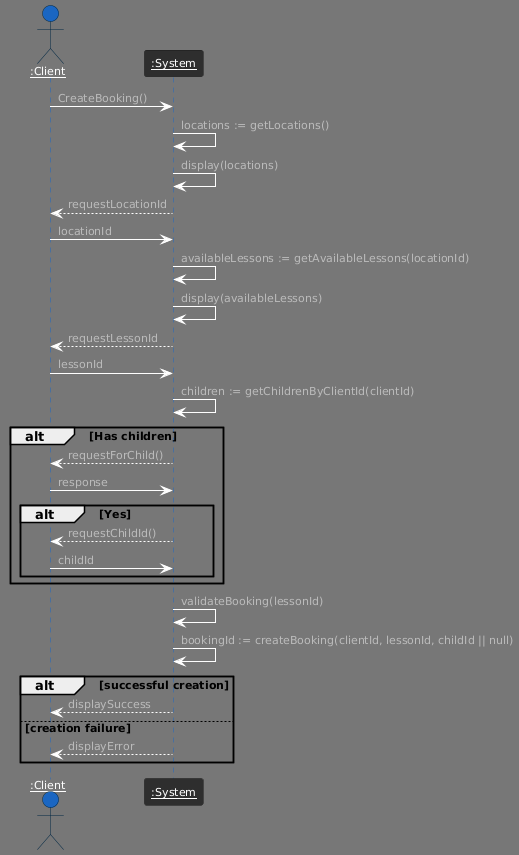 :Client
:System
CreateBooking()
locations := getLocations()
display(locations)
requestLocationId
locationId
availableLessons := getAvailableLessons(locationId)
display(availableLessons)
requestLessonId
lessonId
children := getChildrenByClientId(clientId)
alt [Has children]
requestForChild()
response
alt [Yes]
requestChildId()
childId
validateBooking(lessonId)
bookingId := createBooking(clientId, lessonId, childId || null)
alt [successful creation]
displaySuccess
[creation failure]
displayError
:Client
:System